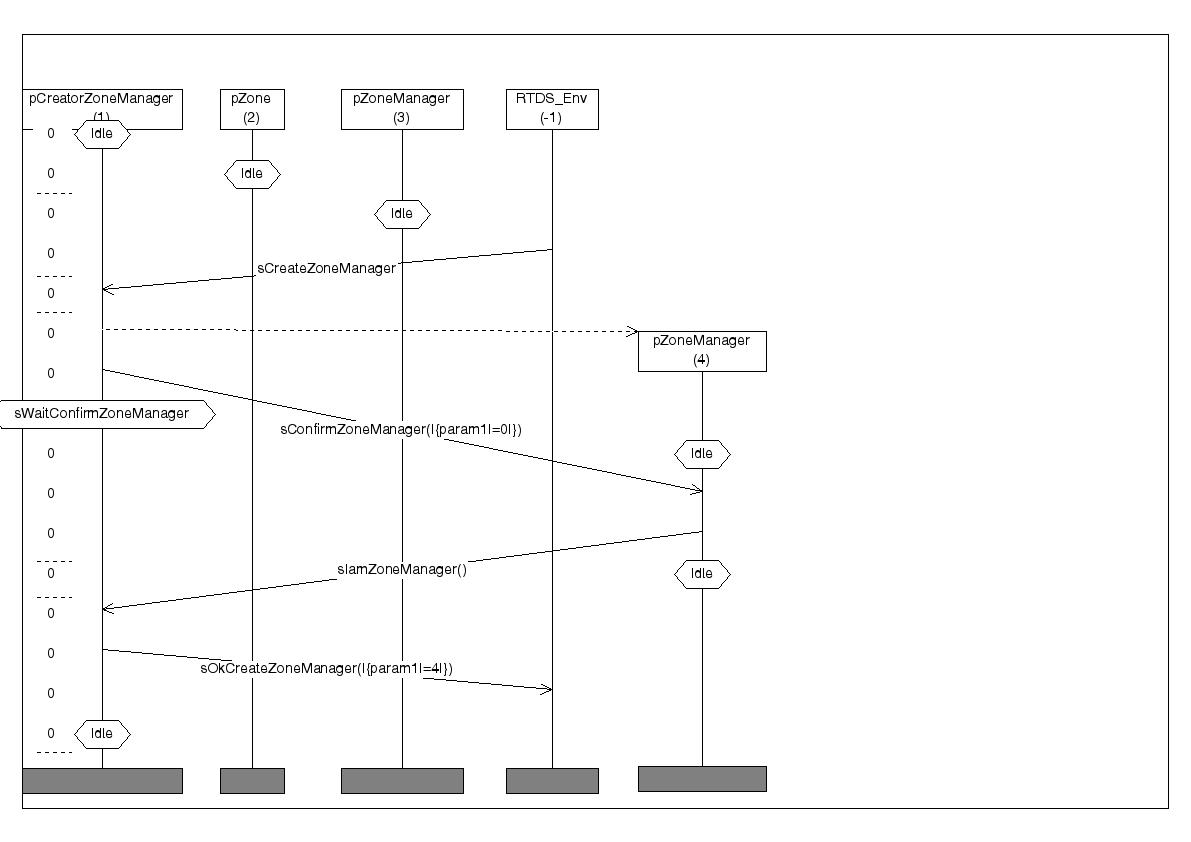 pCreatorZoneManager
(1)
pZone
(2)
pZoneManager
(3)
RTDS_Env
(-1)
0
Idle
0
Idle
0
Idle
0
sCreateZoneManager
0
0
pZoneManager
(4)
0
sWaitConfirmZoneManager
sConfirmZoneManager(|{param1|=0|})
0
Idle
0
0
sIamZoneManager()
0
Idle
0
0
sOkCreateZoneManager(|{param1|=4|})
0
0
Idle